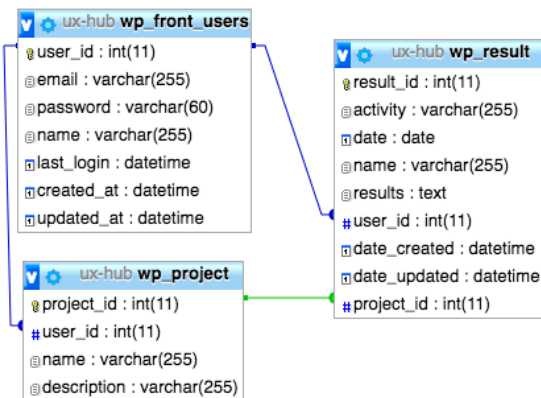 ux-hub wp_front_users
user_id : int(11)
email : varchar(255)
password : varchar(60)
name : varchar(255)
last_login : datetime
created_at : datetime
updated_at : datetime
ux-hub wp_project
project_id : int(11)
#user_id : int(11)
name : varchar(255)
description : varchar(255)
ux-hub wp_result
result_id : int(11)
activity : varchar(255)
date : date
name : varchar(255)
results : text
#user_id : int(11)
date_created : datetime
date_updated : datetime
#project_id : int(11)